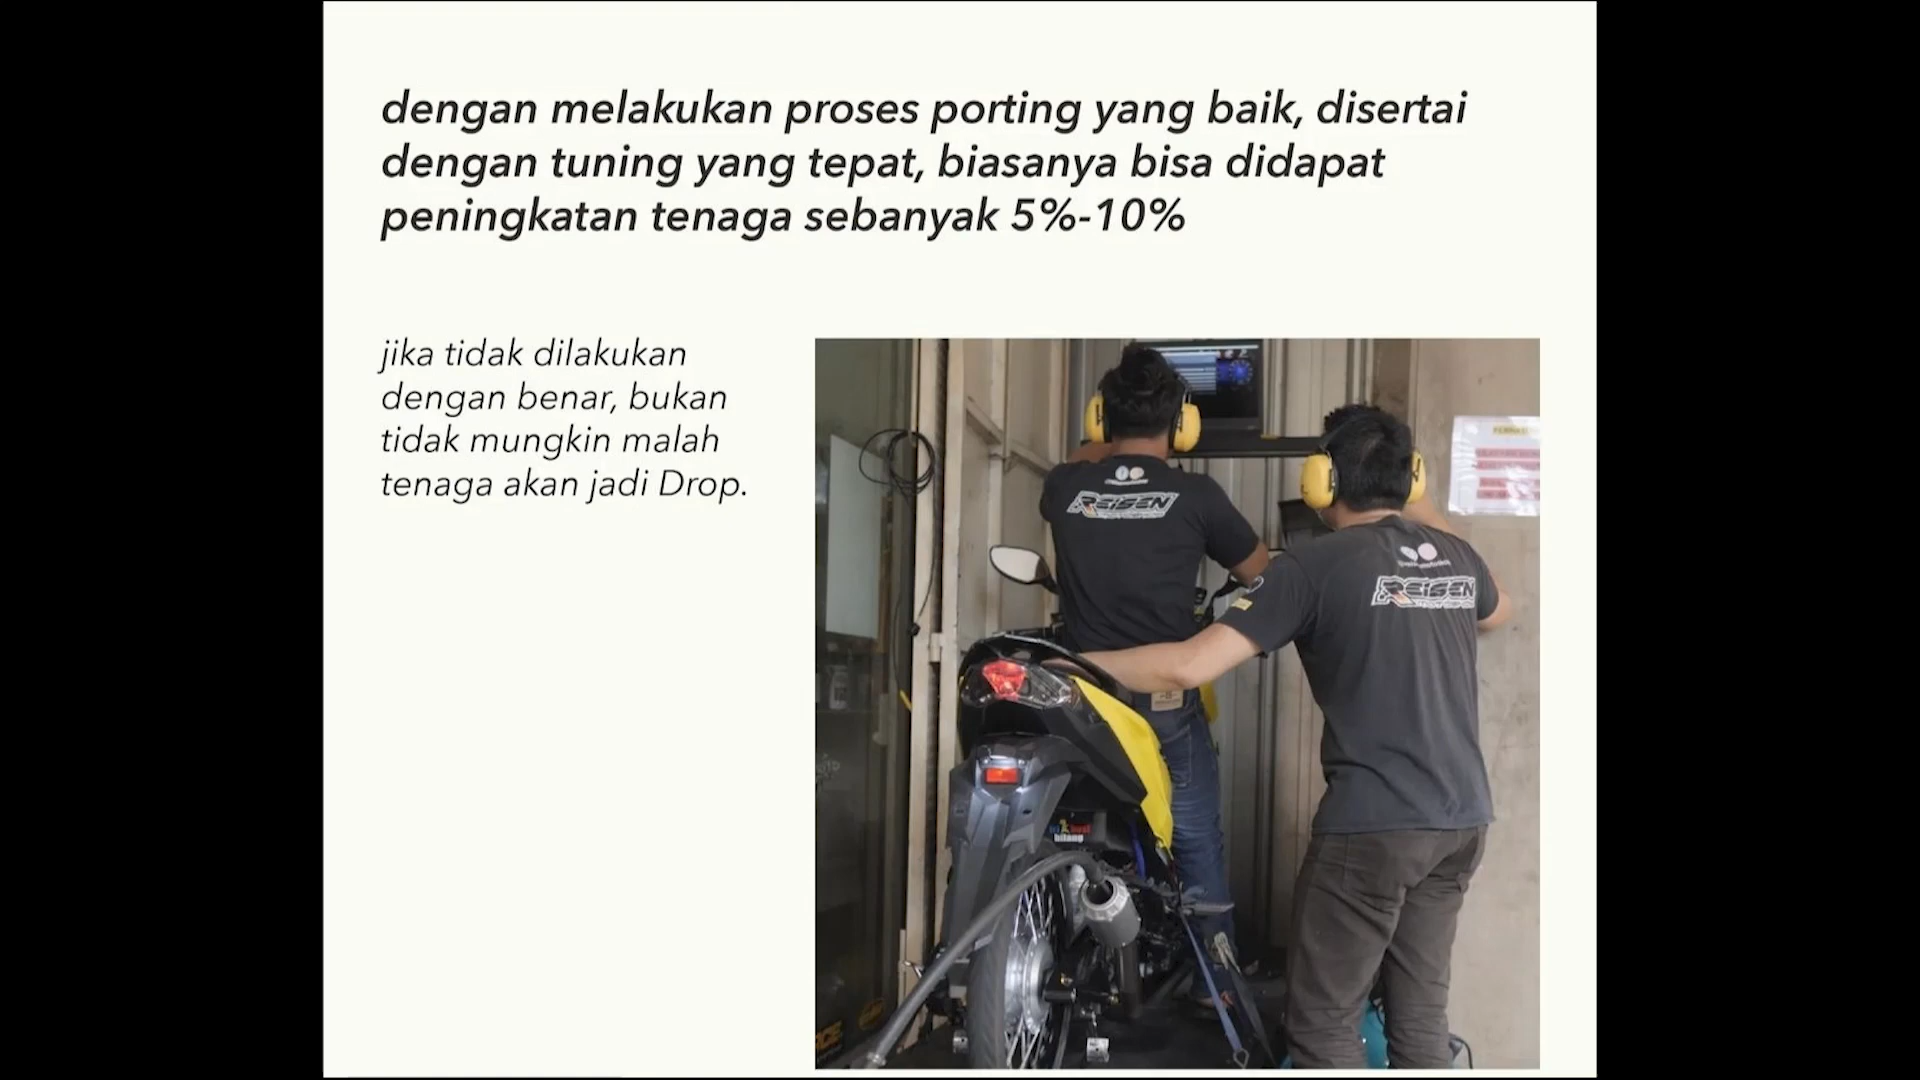 dengan melakukan proses porting yang baik, disertai
dengan tuning yang tepat, biasanya bisa didapat
peningkatan tenaga sebanyak 5%-10%
jika tidak dilakukan
dengan benar, bukan
tidak mungkin malah
tenaga akan jadi Drop.
REISEN
REISEN
hilang